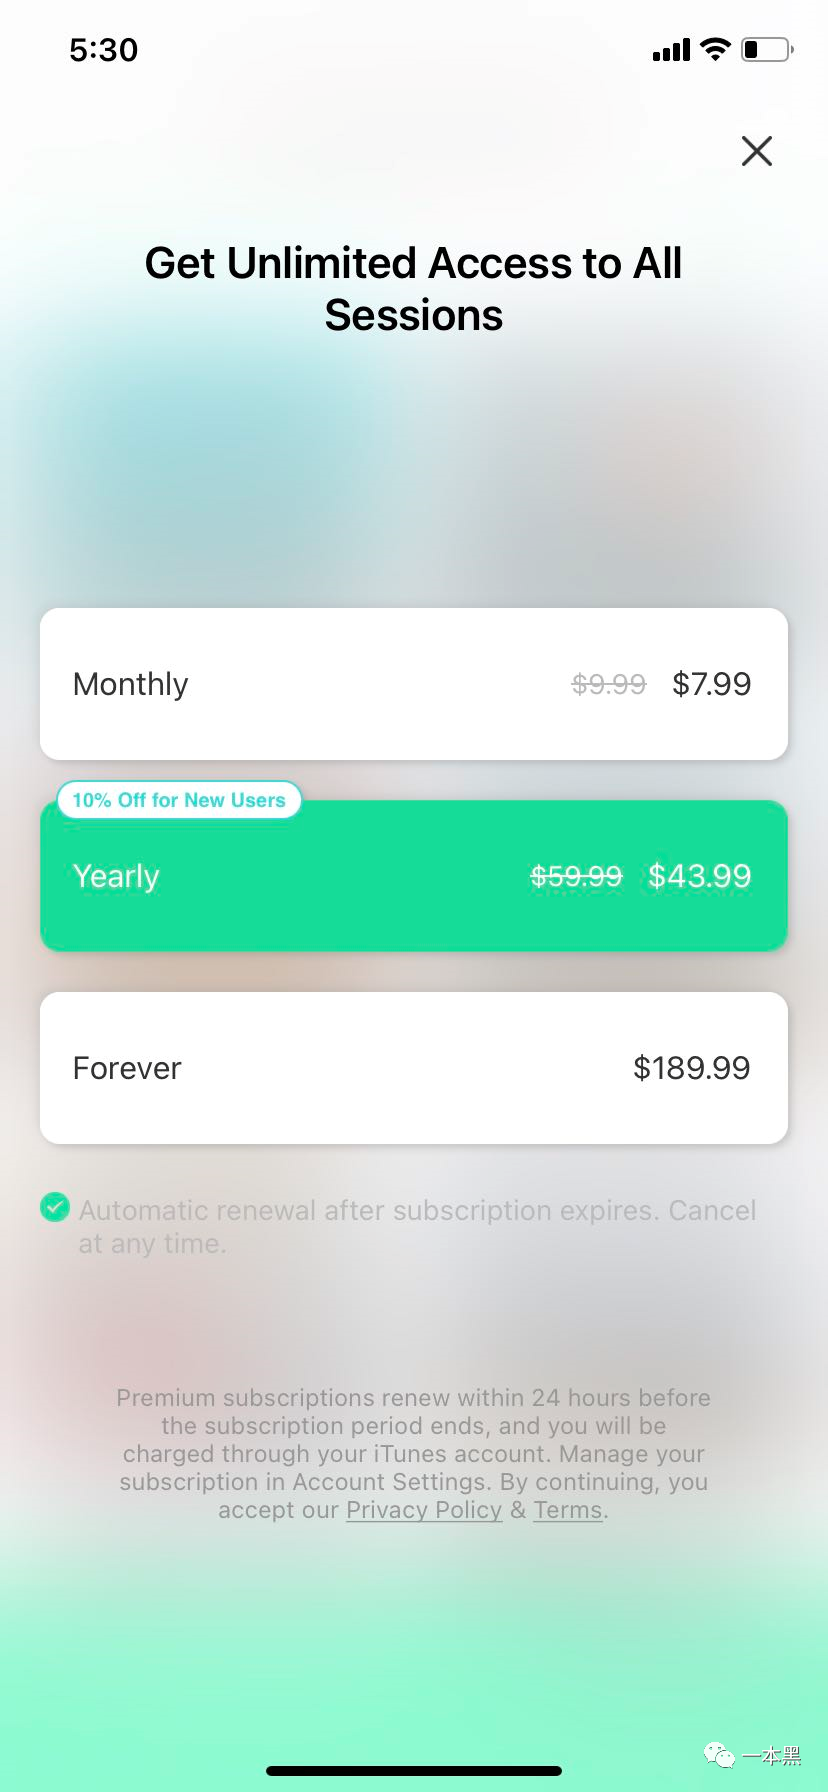 5:30
Get Unlimited Access to All
Sessions
Monthly $9.99 $7.99
10% Off for New Users
Yearly $59.99 $43.99
Forever $189.99
Automatic renewal after subscription expires. Cancel
at any time.
Premium subscriptions renew within 24 hours before
the subscription period ends, and you will be
charged through your iTunes account. Manage your
subscription in Account Settings. By continuing, you
accept our Privacy Policy & Terms.
一本黑